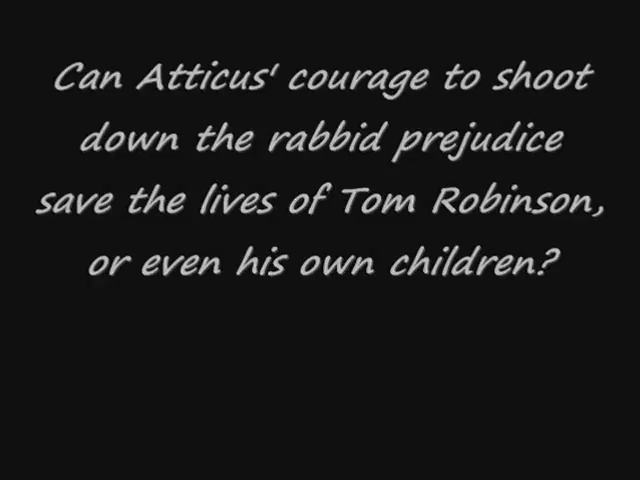 Can Atticus' courage to shoot
down the rabbid prejudice
save the lives of Tom Robinson,
or even his own children?